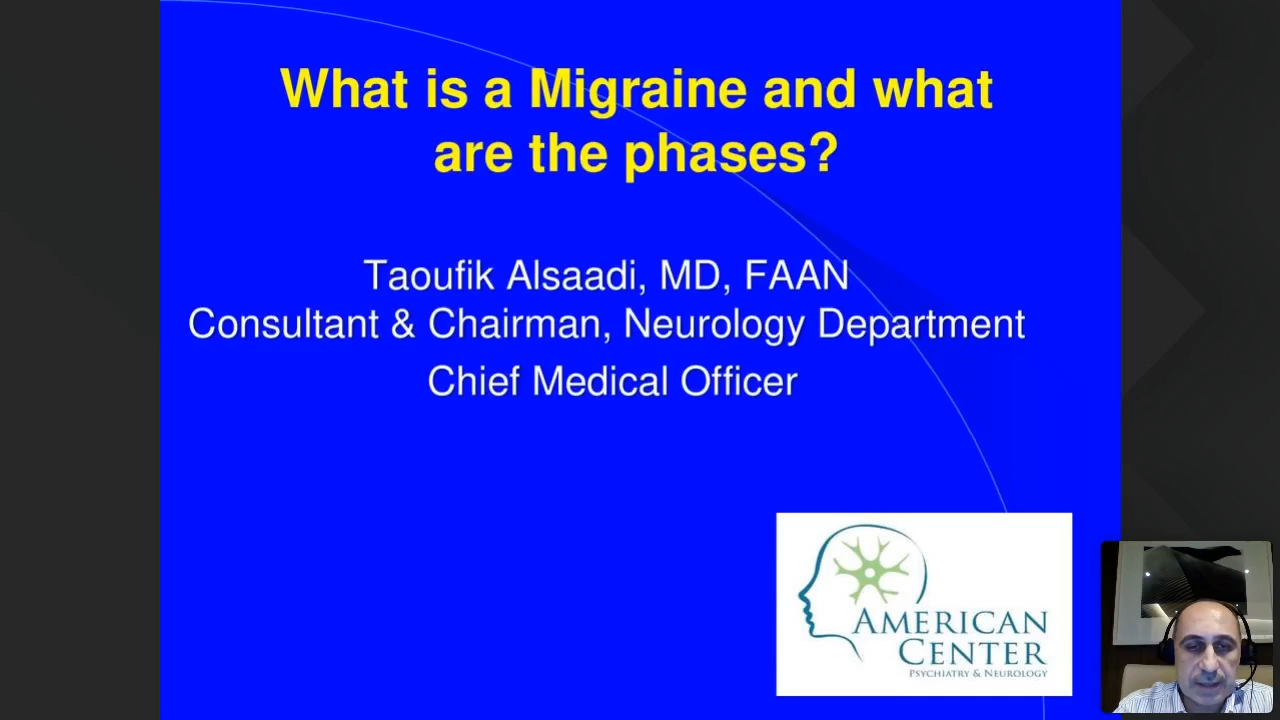 What is a Migraine and what
are the phases?
Taoufik Alsaadi, MD, FAAN
Consultant & Chairman, Neurology Department
Chief Medical Officer
AMERICAN
CENTER
PSYCHIATRY & NEUROLOGY